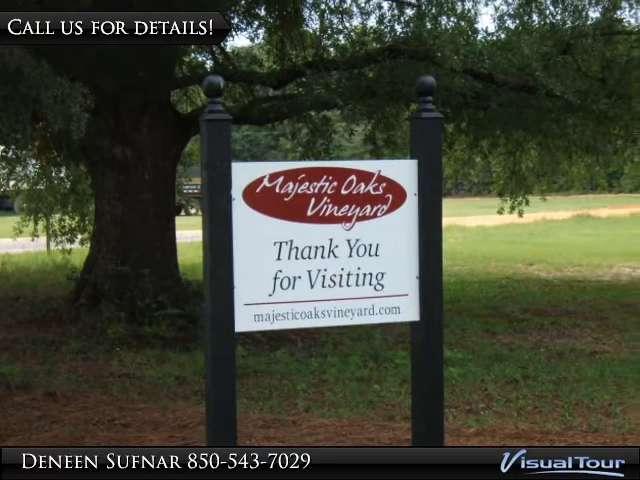 Call us for details!
Majestic Oaks
Vineyard
Thank You
for Visiting
majesticoaksvineyard.com
Deneen Sufnar 850-543-7029
VisualTour